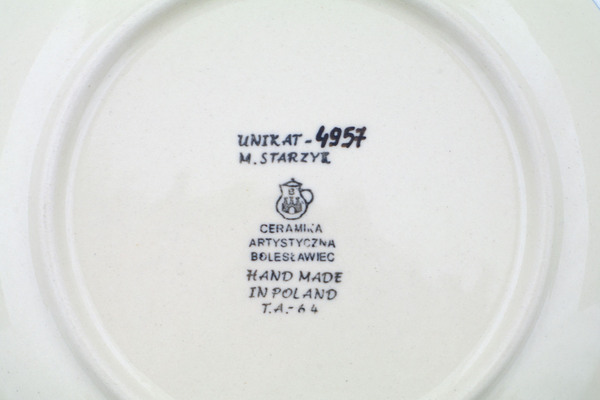 UNIKAT - 4957
M. STARZYK
CERAMIKA
ARTYSTYCZNA
BOLESŁAWIEC
HAND MADE
IN POLAND
T.A.-64